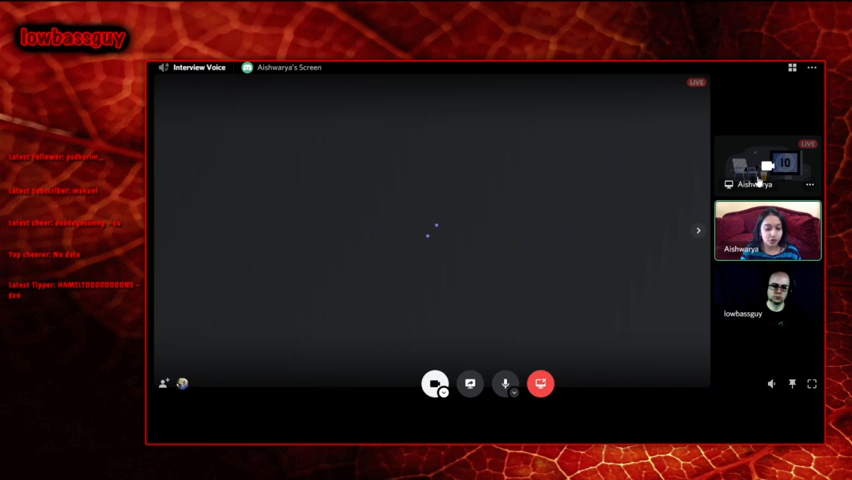 lowbassguy
Interview Voice
Aishwarya's Screen
LIVE
LIVE
10
Aishwarya
Aishwarya
lowbassguy
Latest Follower:
Latest Subscriber:
Latest cheer:
Top cheerer: No data
Latest Tipper: